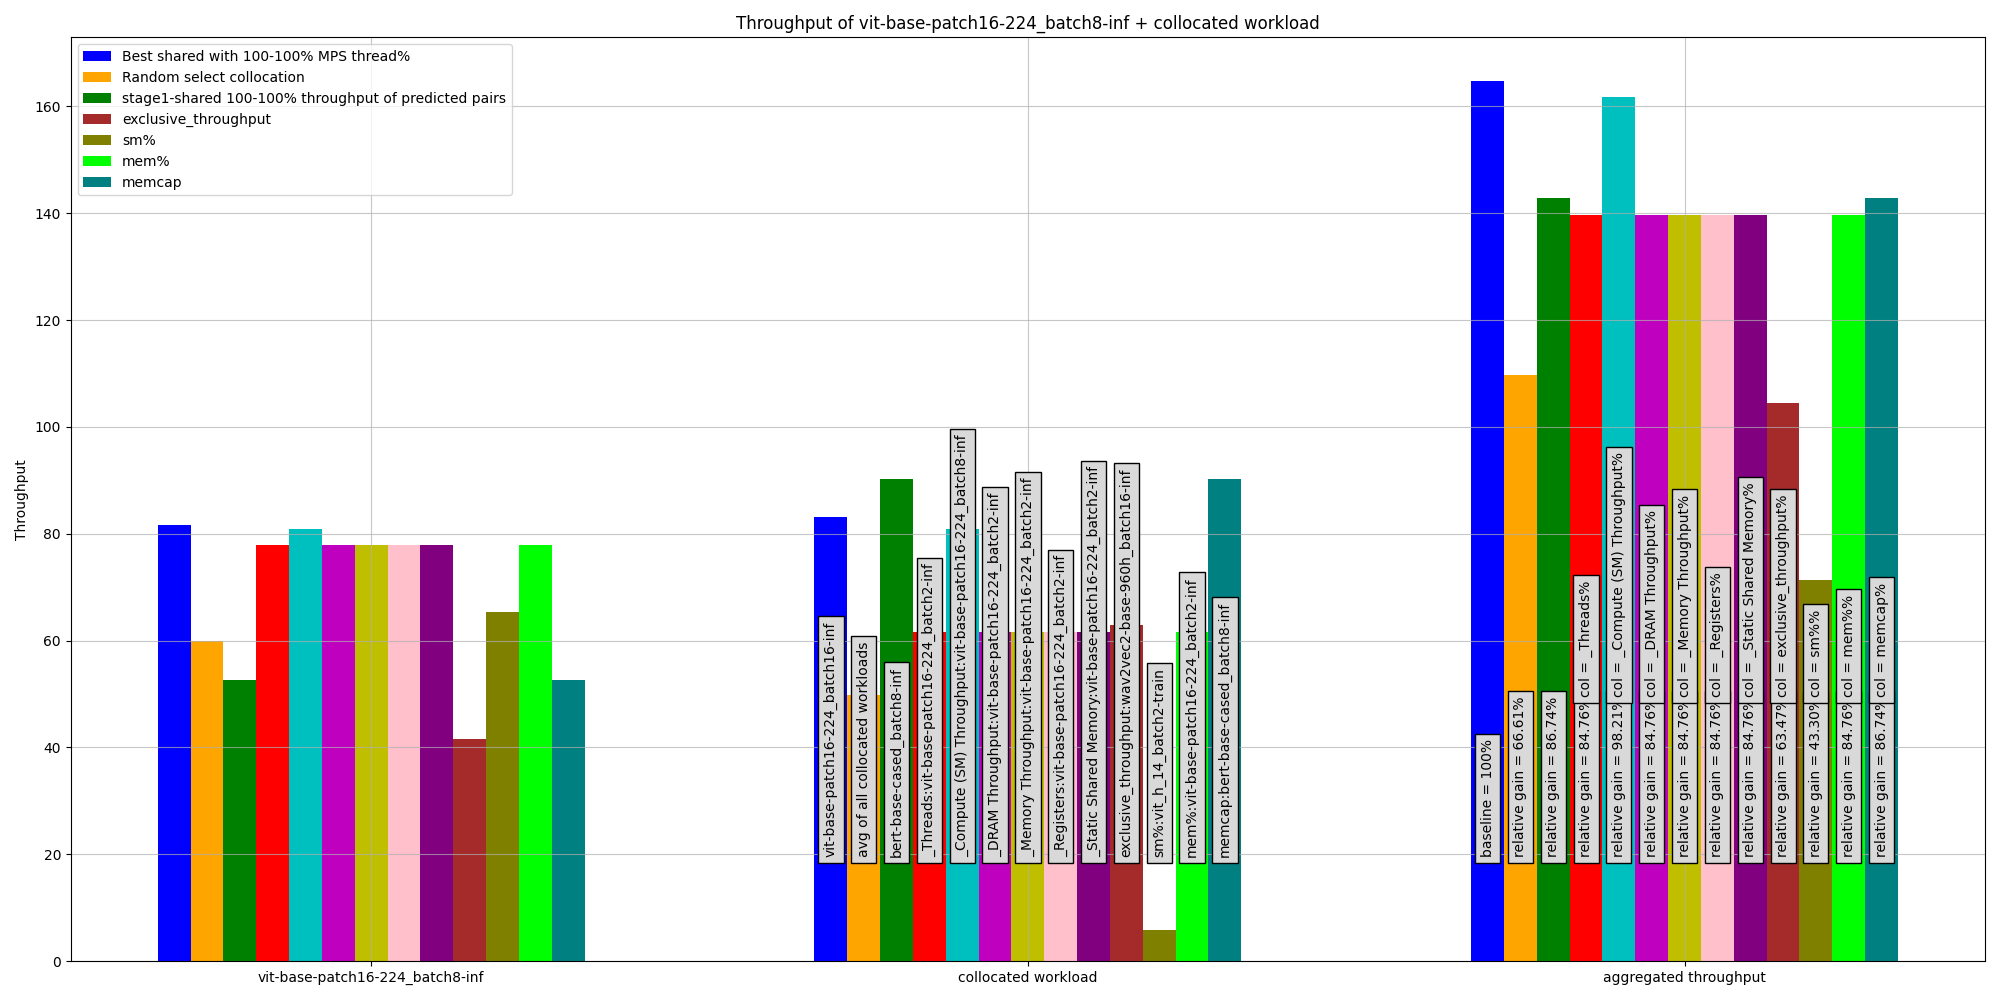 Throughput of vit-base-patch16-224_batch8-inf + collocated workload
Best shared with 100-100% MPS thread%
Random select collocation
stage1-shared 100-100% throughput of predicted pairs
exclusive_throughput
sm%
mem%
memcap
Throughput
160
140
120
100
80
60
40
20
0
vit-base-patch16-224_batch16-inf
avg of all collocated workloads
bert-base-cased_batch8-inf
_Threads:vit-base-patch16-224_batch2-inf
_Compute (SM) Throughput:vit-base-patch16-224_batch8-inf
_DRAM Throughput:vit-base-patch16-224_batch2-inf
_Memory Throughput:vit-base-patch16-224_batch2-inf
_Registers:vit-base-patch16-224_batch2-inf
_Static Shared Memory:vit-base-patch16-224_batch2-inf
exclusive_throughput:wav2vec2-base-960h_batch16-inf
sm%:vit_h_14_batch2-train
mem%:vit-base-patch16-224_batch2-inf
memcap:bert-base-cased_batch8-inf
baseline = 100%
relative gain = 66.61%
relative gain = 86.74%
relative gain = 84.76%
col = _Threads%
relative gain = 98.21%
col = _Compute (SM) Throughput%
relative gain = 84.76%
col = _DRAM Throughput%
relative gain = 84.76%
col = _Memory Throughput%
relative gain = 84.76%
col = _Registers%
relative gain = 84.76%
col = _Static Shared Memory%
relative gain = 63.47%
col = exclusive_throughput%
relative gain = 43.30%
col = sm%%
relative gain = 84.76%
col = mem%%
relative gain = 86.74%
col = memcap%
vit-base-patch16-224_batch8-inf
collocated workload
aggregated throughput